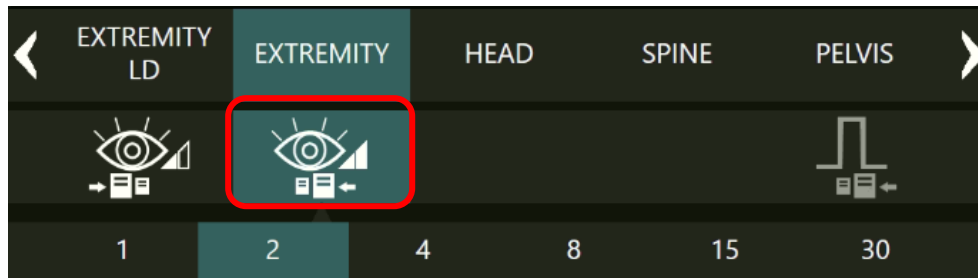 EXTREMITY
LD
EXTREMITY
HEAD
SPINE
PELVIS
1 2 4 8 15 30